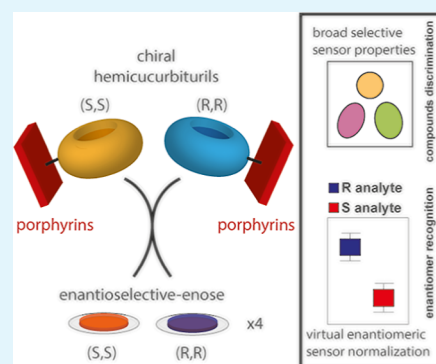 chiral
hemicucurbiturils
(S,S)
(R,R)
porphyrins
porphyrins
enantioselective-enose
x4
(S,S)
(R,R)
broad selective
sensor properties
compounds discrimination
R analyte
S analyte
enantiomer recognition
virtual enantiomeric
sensor normalization